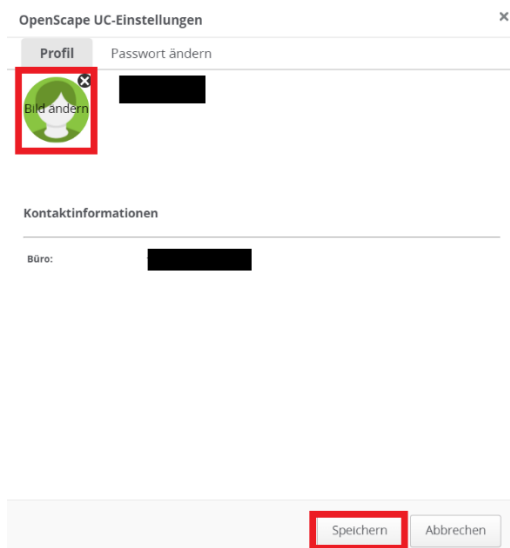 OpenScape UC-Einstellungen
Profil Passwort ändern
Bild ändern
Kontaktinformationen
Büro:
Speichern Abbrechen